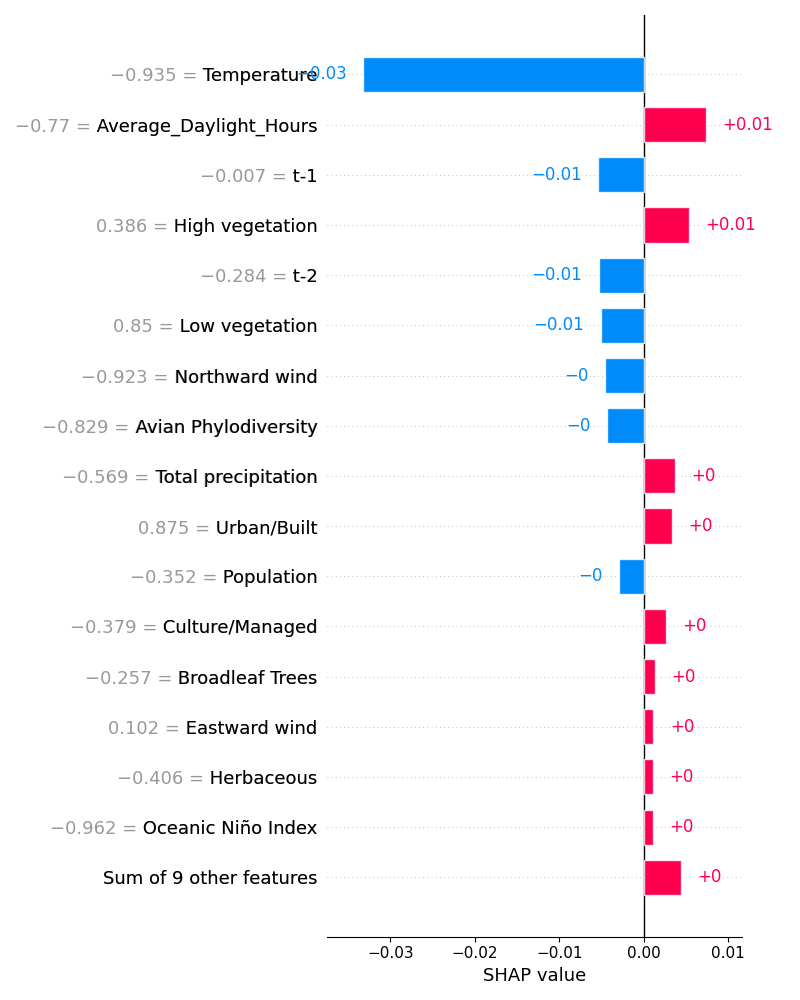 −0.935 = Temperature −0.03
−0.77 = Average_Daylight_Hours +0.01
−0.007 = t-1 −0.01
0.386 = High vegetation +0.01
−0.284 = t-2 −0.01
0.85 = Low vegetation −0.01
−0.923 = Northward wind −0
−0.829 = Avian Phylodiversity −0
−0.569 = Total precipitation +0
0.875 = Urban/Built +0
−0.352 = Population −0
−0.379 = Culture/Managed +0
−0.257 = Broadleaf Trees +0
0.102 = Eastward wind +0
−0.406 = Herbaceous +0
−0.962 = Oceanic Niño Index +0
Sum of 9 other features +0
−0.03 −0.02 −0.01 0.00 0.01
SHAP value